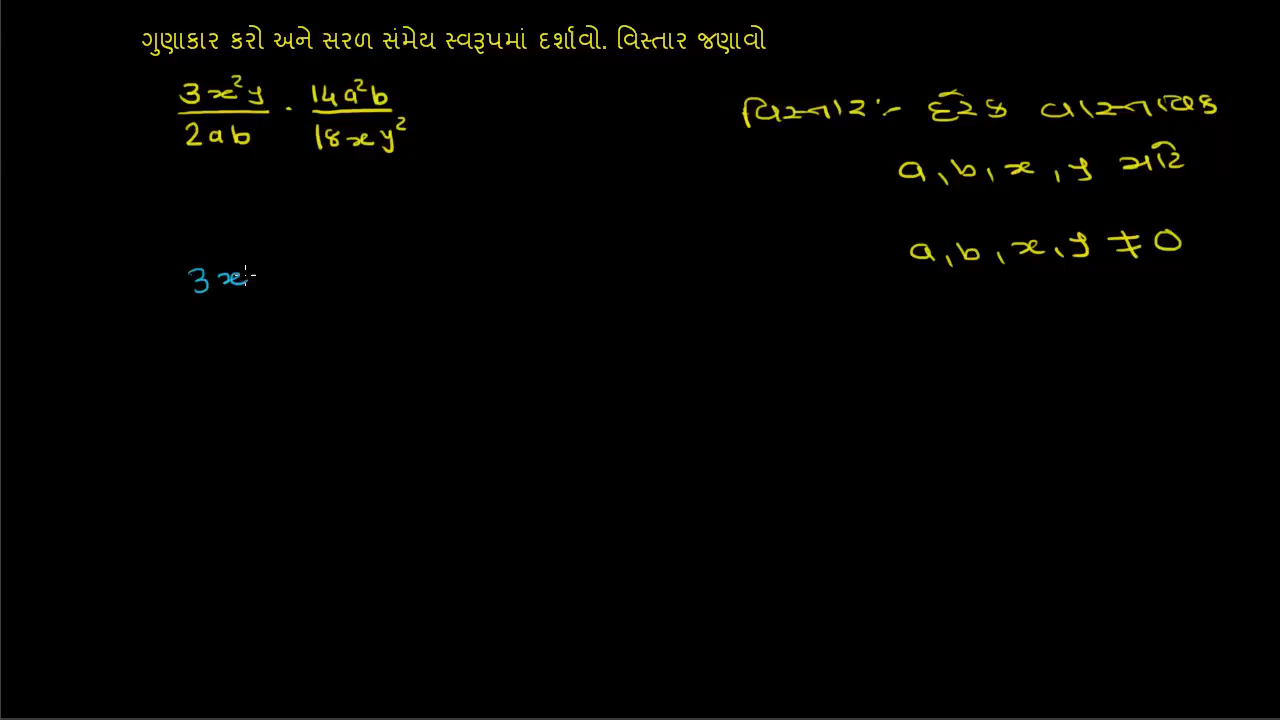 ગુણાકાર કરો અને સરળ સંમેય સ્વરૂપમાં દર્શાવો. વિસ્તાર જણાવો
3x²y/2ab · 14a²b/18xy²
વિસ્તાર :- દરેક વાસ્તવિક
a, b, x, y માટે
a, b, x, y ≠ 0
3x